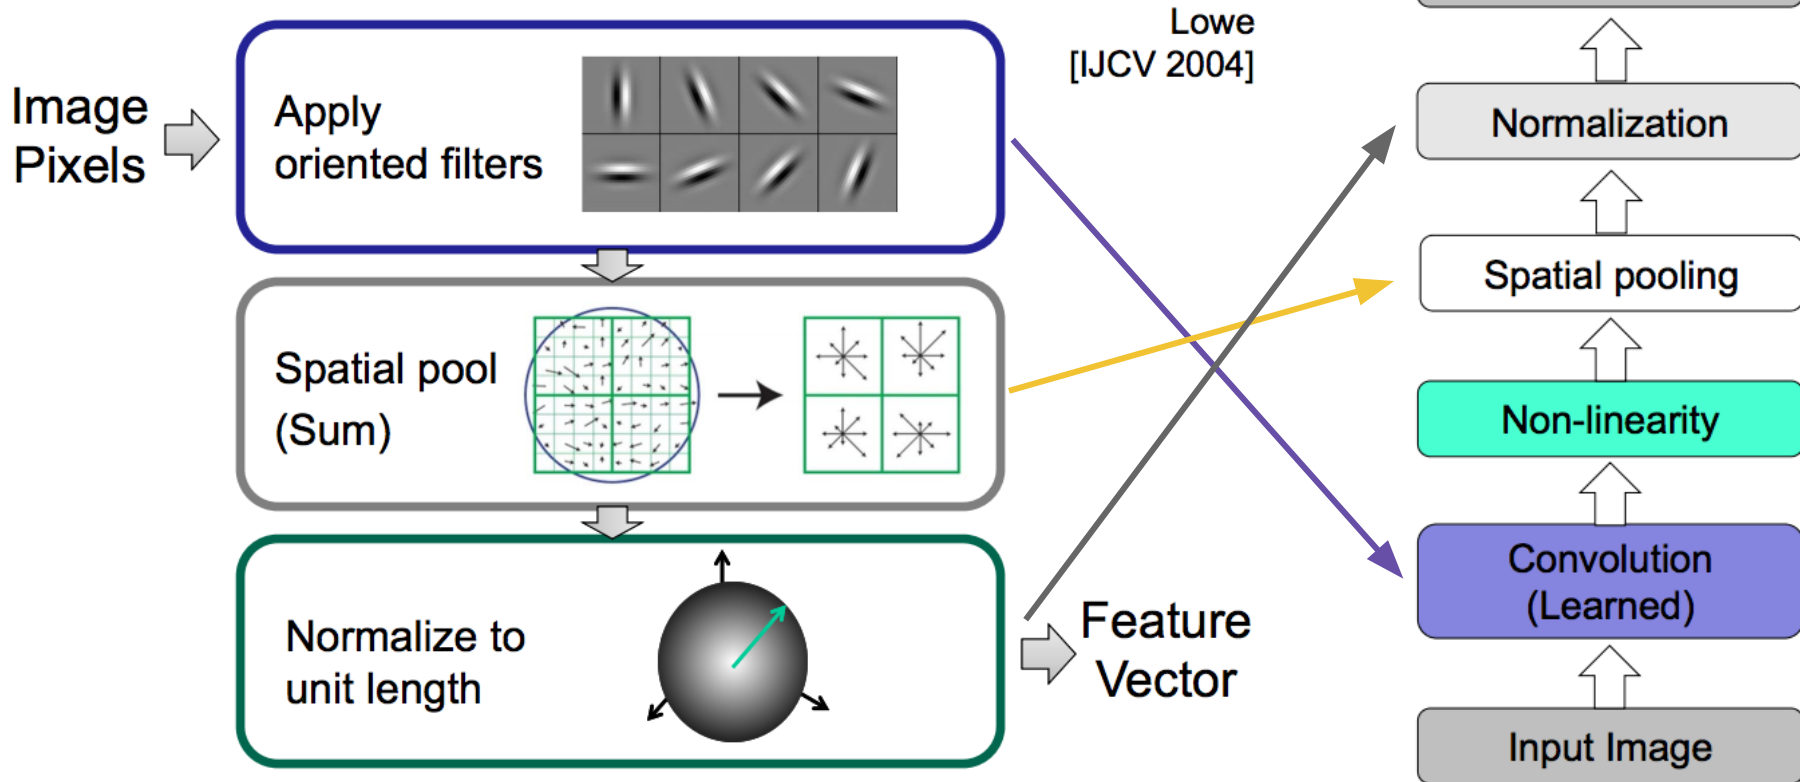 Image
Pixels
Apply
oriented filters
Spatial pool
(Sum)
Normalize to
unit length
Feature
Vector
Lowe
[IJCV 2004]
Normalization
Spatial pooling
Non-linearity
Convolution
(Learned)
Input Image